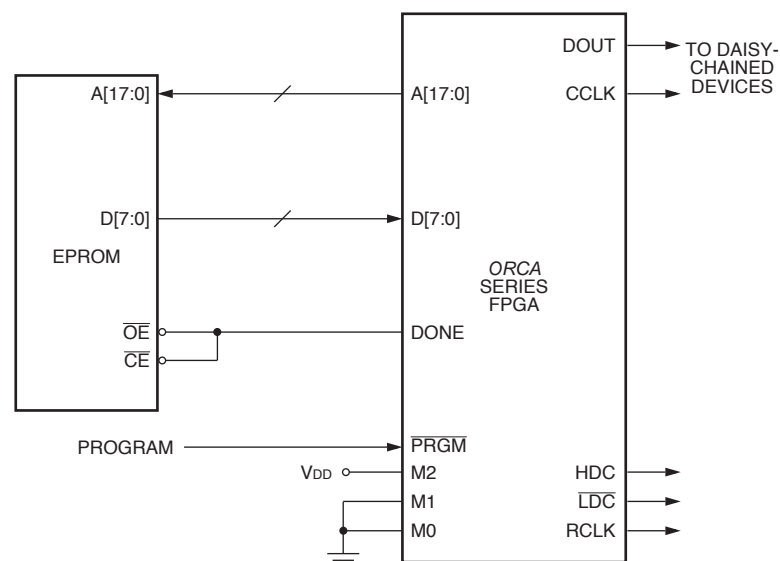 DOUT
TO DAISY-
CHAINED
DEVICES
A[17:0]
A[17:0]
CCLK
D[7:0]
D[7:0]
EPROM
ORCA
SERIES
FPGA
OE
DONE
CE
PROGRAM
PRGM
VDD
M2
HDC
M1
LDC
M0
RCLK